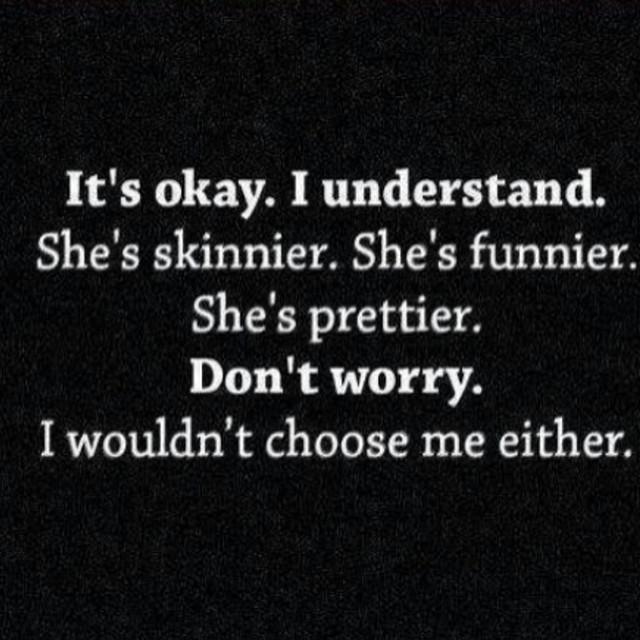 It's okay. I understand.
She's skinnier. She's funnier.
She's prettier.
Don't worry.
I wouldn’t choose me either.